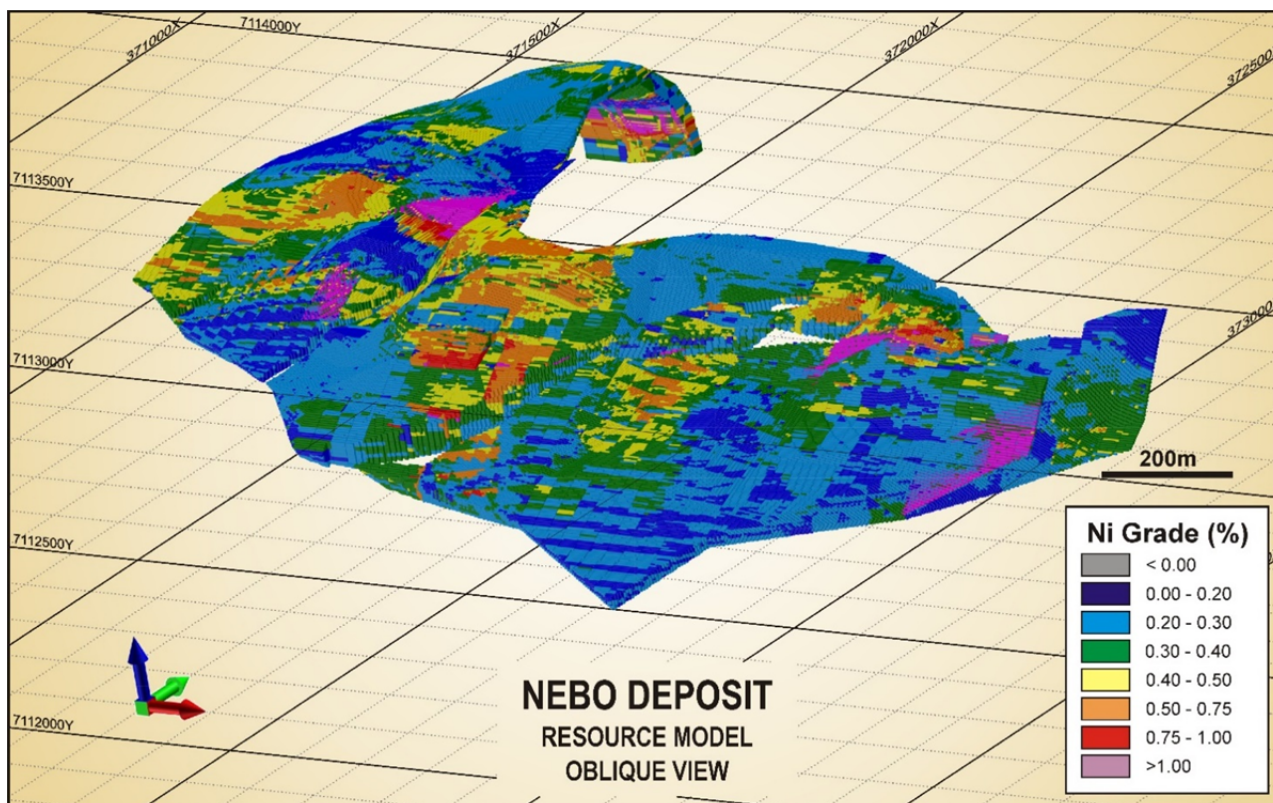 371000X
7114000Y
371500X
372000X
372500
7113500Y
373000
7113000Y
200m
7112500Y
7112000Y
NEBO DEPOSIT
RESOURCE MODEL
OBLIQUE VIEW
Ni Grade (%)
< 0.00
0.00 - 0.20
0.20 - 0.30
0.30 - 0.40
0.40 - 0.50
0.50 - 0.75
0.75 - 1.00
>1.00